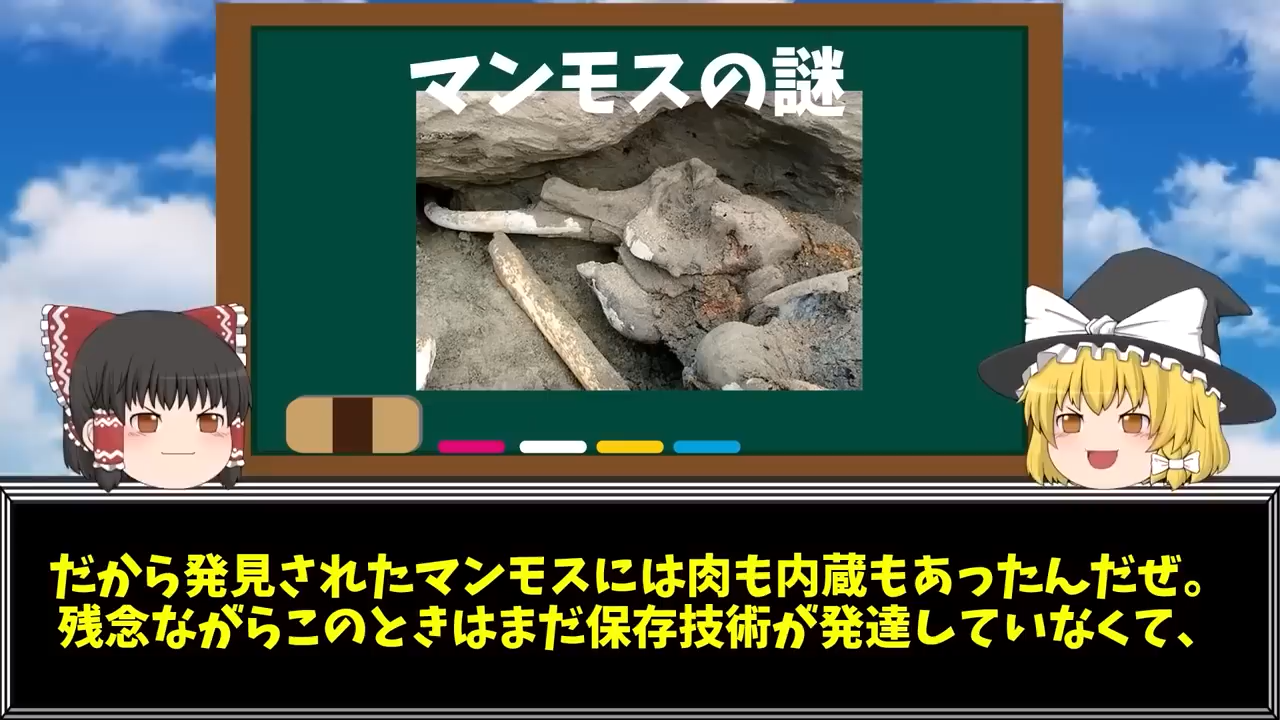 マンモスの謎
だから発見されたマンモスには肉も内蔵もあったんだぜ。
残念ながらこのときはまだ保存技術が発達していなくて、